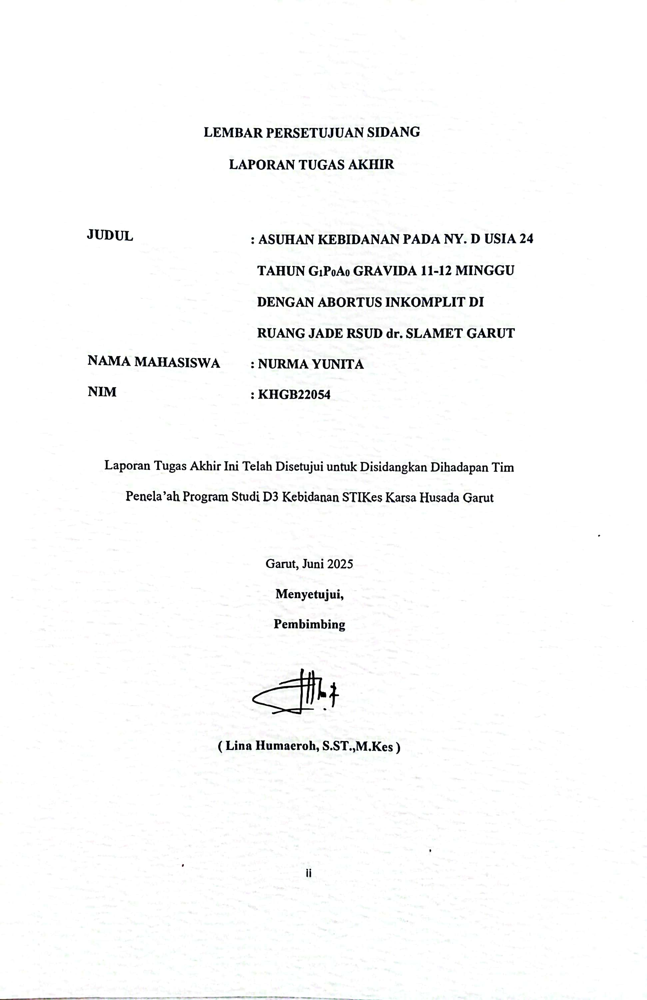 LEMBAR PERSETUJUAN SIDANG
LAPORAN TUGAS AKHIR
JUDUL : ASUHAN KEBIDANAN PADA NY. D USIA 24
TAHUN G₁P₀A₀ GRAVIDA 11-12 MINGGU
DENGAN ABORTUS INKOMPLIT DI
RUANG JADE RSUD dr. SLAMET GARUT
NAMA MAHASISWA : NURMA YUNITA
NIM : KHGB22054
Laporan Tugas Akhir Ini Telah Disetujui untuk Disidangkan Dihadapan Tim
Penela’ah Program Studi D3 Kebidanan STIKes Karsa Husada Garut
Garut, Juni 2025
Menyetujui,
Pembimbing
( Lina Humaeroh, S.ST.,M.Kes )
ii